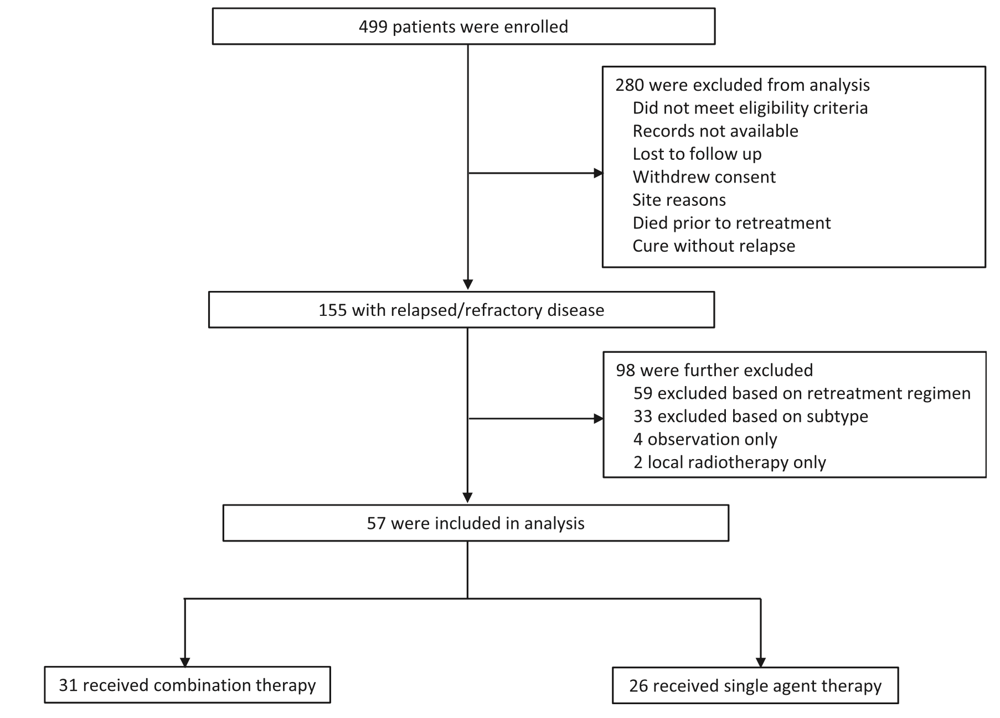 499 patients were enrolled
280 were excluded from analysis
Did not meet eligibility criteria
Records not available
Lost to follow up
Withdrew consent
Site reasons
Died prior to retreatment
Cure without relapse
155 with relapsed/refractory disease
98 were further excluded
59 excluded based on retreatment regimen
33 excluded based on subtype
4 observation only
2 local radiotherapy only
57 were included in analysis
31 received combination therapy
26 received single agent therapy